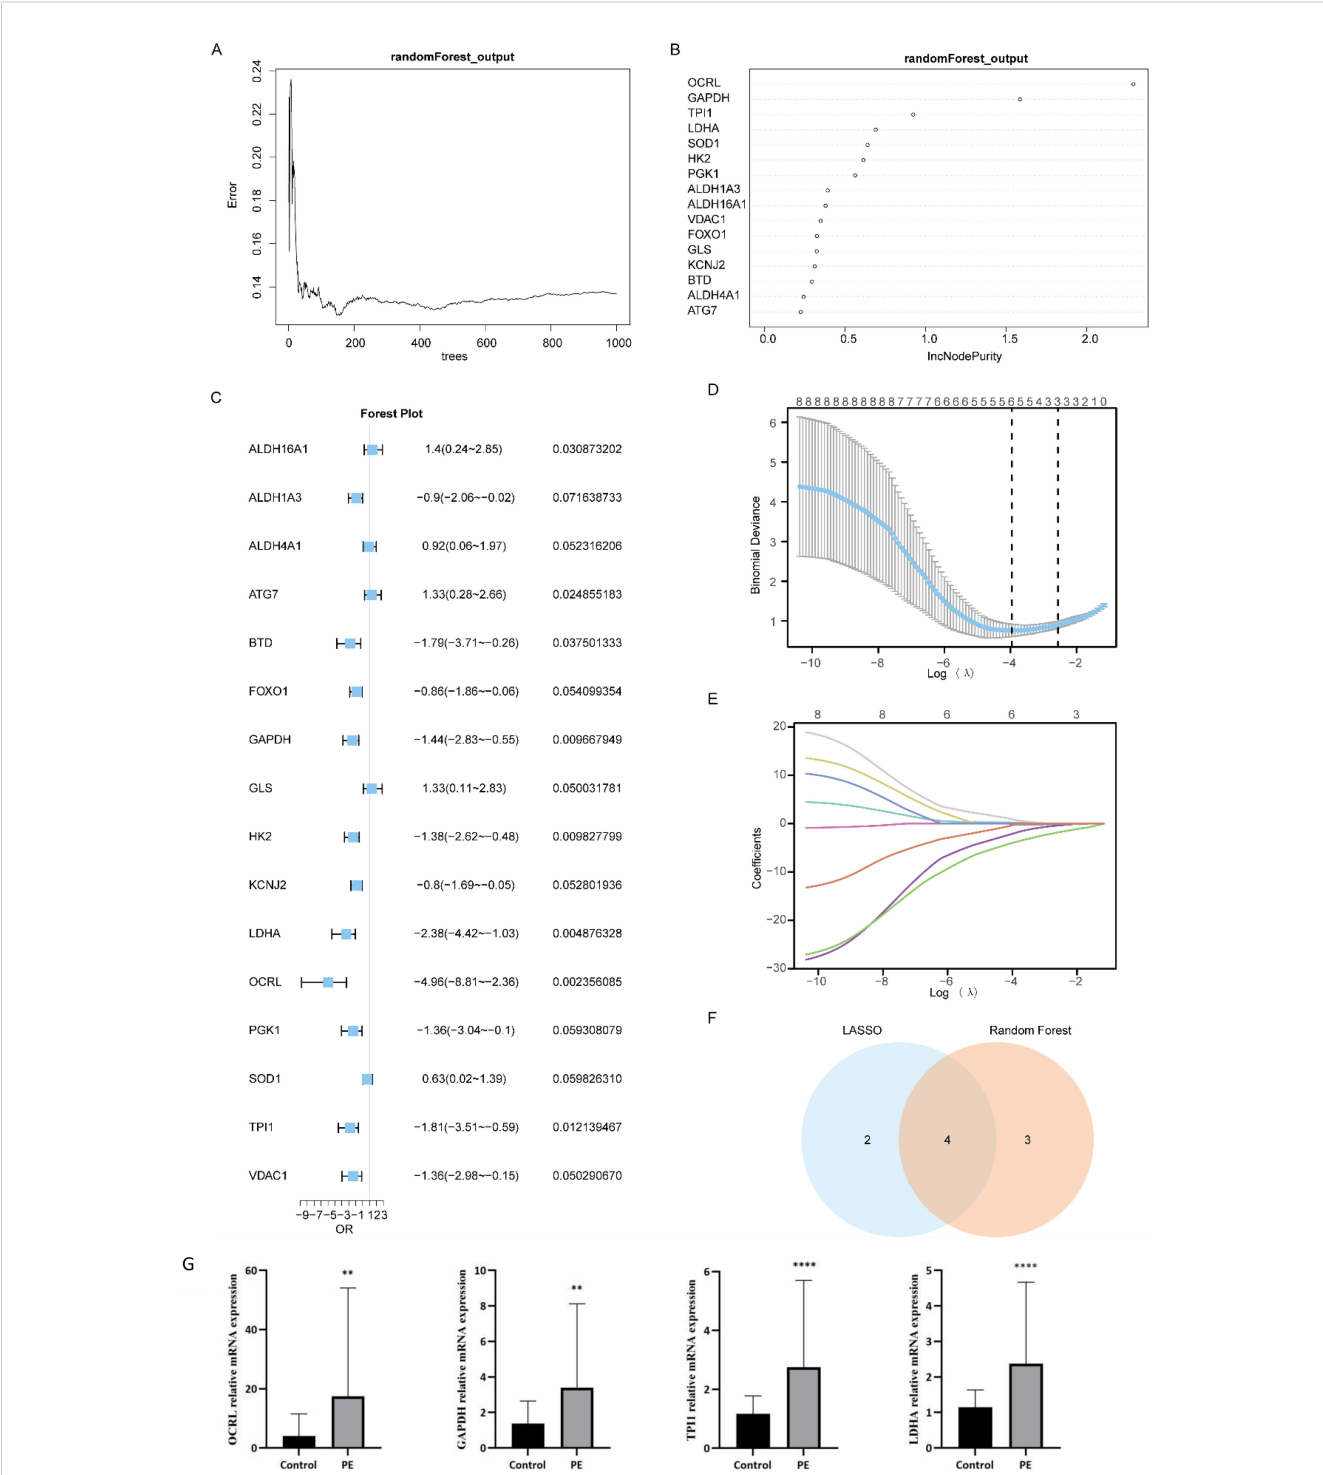 A
randomForest_output
Error
0.24
0.22
0.20
0.18
0.16
0.14
0 200 400 600 800 1000
trees
B
randomForest_output
OCRL
GAPDH
TPI1
LDHA
SOD1
HK2
PGK1
ALDH1A3
ALDH16A1
VDAC1
FOXO1
GLS
KCNJ2
BTD
ALDH4A1
ATG7
0.0 0.5 1.0 1.5 2.0
IncNodePurity
C
Forest Plot
ALDH16A1 1.4(0.24~2.85) 0.030873202
ALDH1A3 −0.9(−2.06~−0.02) 0.071638733
ALDH4A1 0.92(0.06~1.97) 0.052316206
ATG7 1.33(0.28~2.66) 0.024855183
BTD −1.79(−3.71~−0.26) 0.037501333
FOXO1 −0.86(−1.86~−0.06) 0.054099354
GAPDH −1.44(−2.83~−0.55) 0.009667949
GLS 1.33(0.11~2.83) 0.050031781
HK2 −1.38(−2.62~−0.48) 0.009827799
KCNJ2 −0.8(−1.69~−0.05) 0.052801936
LDHA −2.38(−4.42~−1.03) 0.004876328
OCRL −4.96(−8.81~−2.36) 0.002356085
PGK1 −1.36(−3.04~−0.1) 0.059308079
SOD1 0.63(0.02~1.39) 0.059826310
TPI1 −1.81(−3.51~−0.59) 0.012139467
VDAC1 −1.36(−2.98~−0.15) 0.050290670
−9−7−5−3−1 123
OR
D
8 8 8 8 8 8 8 8 8 8 8 7 7 7 7 6 6 6 6 5 5 5 5 6 5 5 4 3 3 3 3 2 1 0
Binomial Deviance
6
5
4
3
2
1
−10 −8 −6 −4 −2
Log （λ）
E
8 8 6 6 3
Coefficients
20
10
0
−10
−20
−30
−10 −8 −6 −4 −2
Log （λ）
F
LASSO Random Forest
2 4 3
G
OCRL relative mRNA expression
60
40
20
0
**
Control PE
GAPDH relative mRNA expression
10
8
6
4
2
0
**
Control PE
TPI1 relative mRNA expression
6
4
2
0
****
Control PE
LDHA relative mRNA expression
5
4
3
2
1
0
****
Control PE